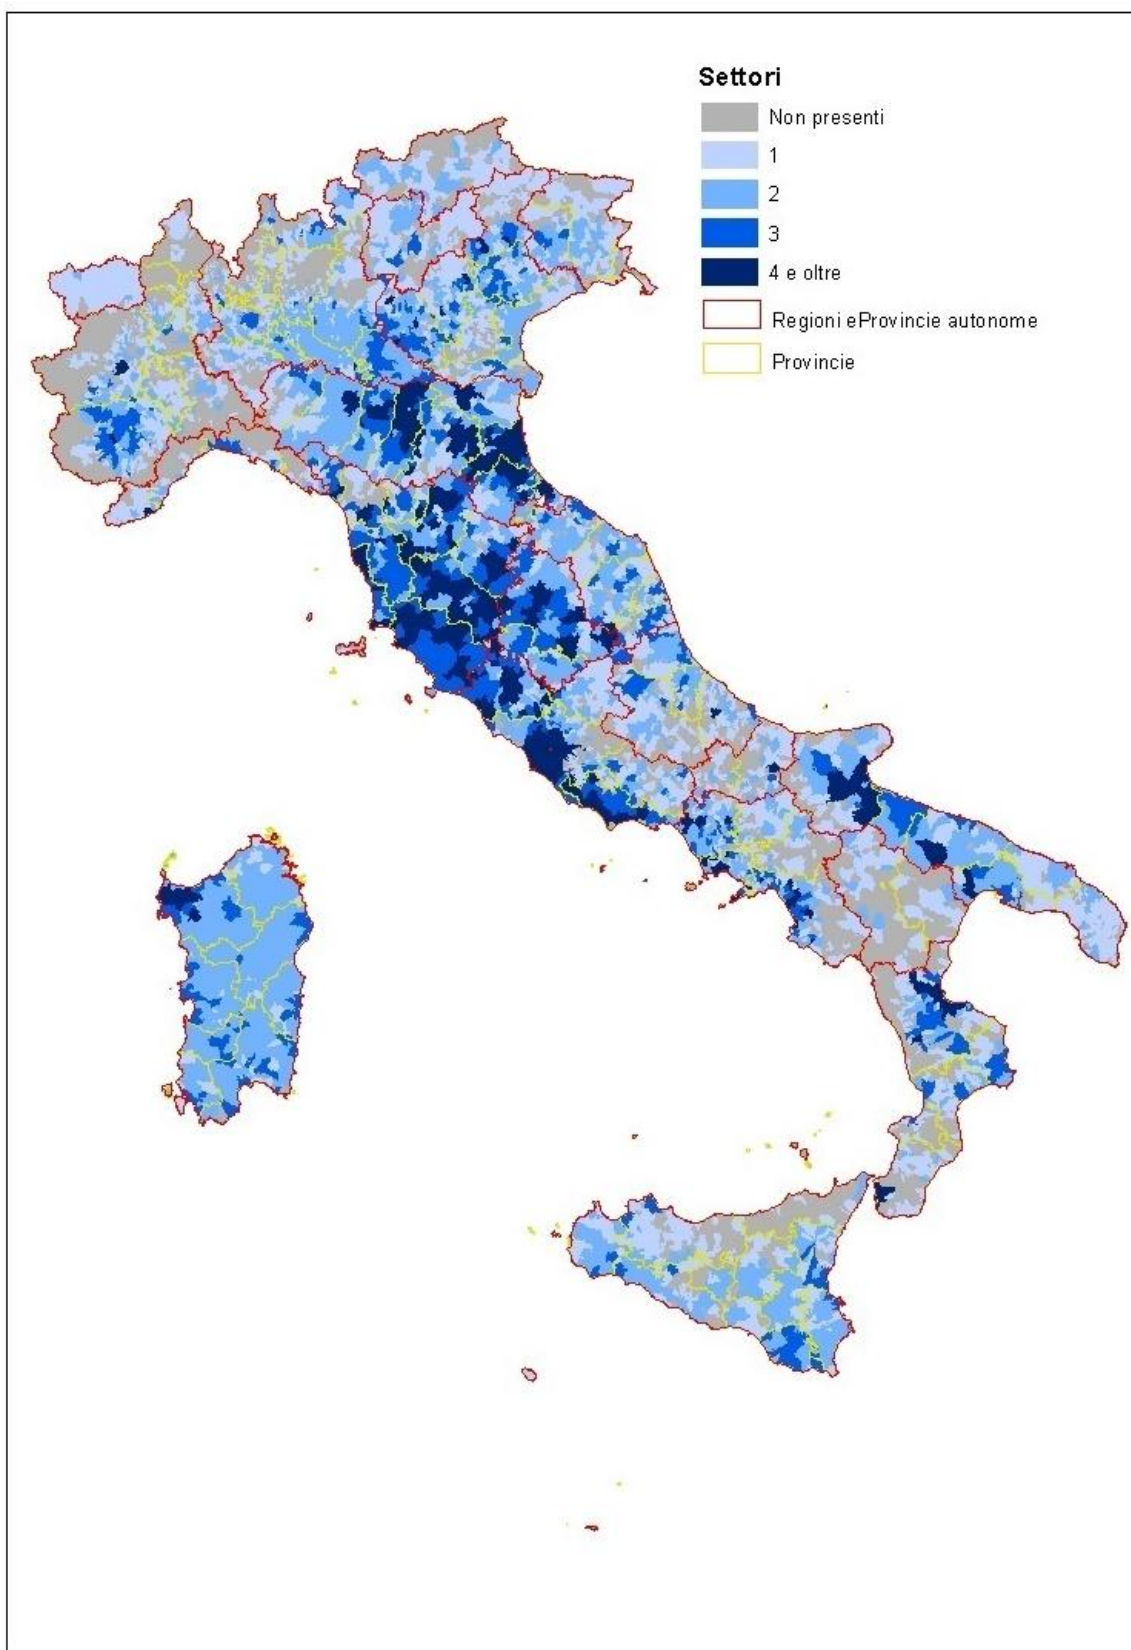 Settori
Non presenti
1
2
3
4 e oltre
Regioni eProvincie autonome
Provincie